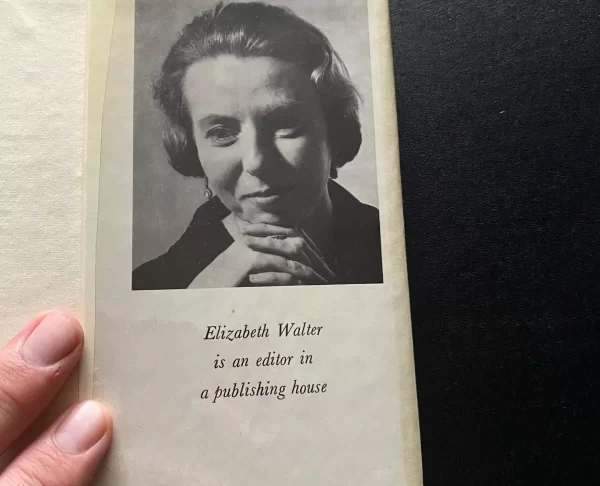 Elizabeth Walter
is an editor in
a publishing house